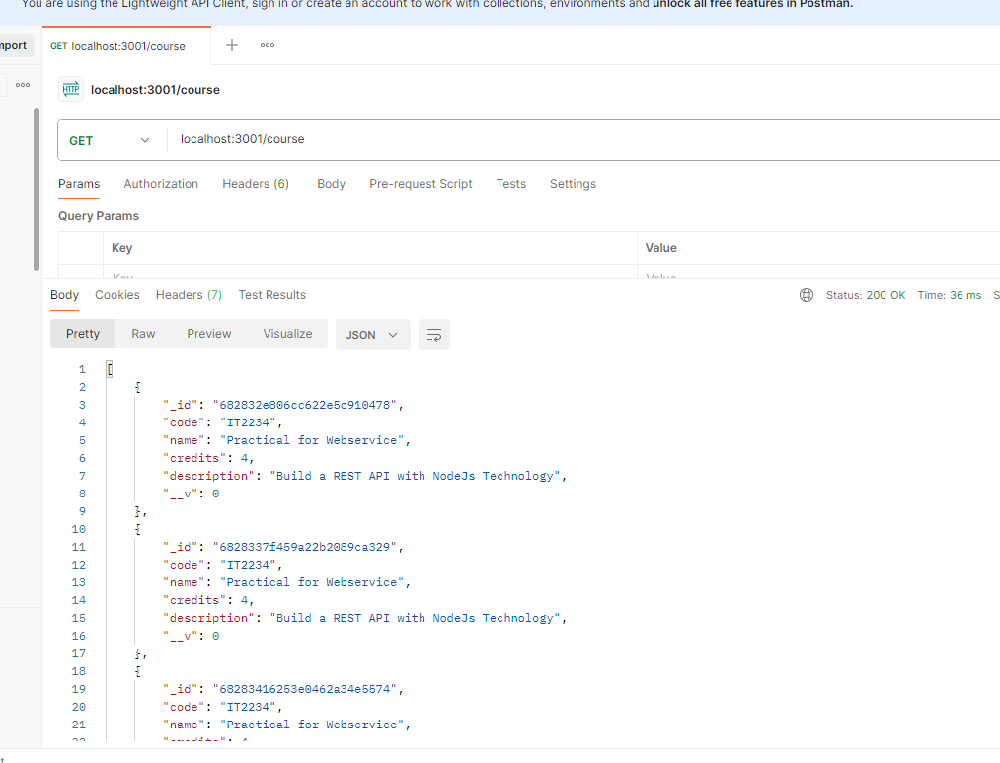 You are using the Lightweight API Client, sign in or create an account to work with collections, environments and unlock all free features in Postman.
mport
GET localhost:3001/course
HTTP localhost:3001/course
GET localhost:3001/course
Params Authorization Headers (6) Body Pre-request Script Tests Settings
Query Params
Key Value
Key Value
Body Cookies Headers (7) Test Results Status: 200 OK Time: 36 ms S
Pretty Raw Preview Visualize JSON
1 [
2 {
3 "_id": "682832e806cc622e5c910478",
4 "code": "IT2234",
5 "name": "Practical for Webservice",
6 "credits": 4,
7 "description": "Build a REST API with NodeJs Technology",
8 "__v": 0
9 },
10 {
11 "_id": "6828337f459a22b2089ca329",
12 "code": "IT2234",
13 "name": "Practical for Webservice",
14 "credits": 4,
15 "description": "Build a REST API with NodeJs Technology",
16 "__v": 0
17 },
18 {
19 "_id": "68283416253e0462a34e5574",
20 "code": "IT2234",
21 "name": "Practical for Webservice",
22 "credits": 4